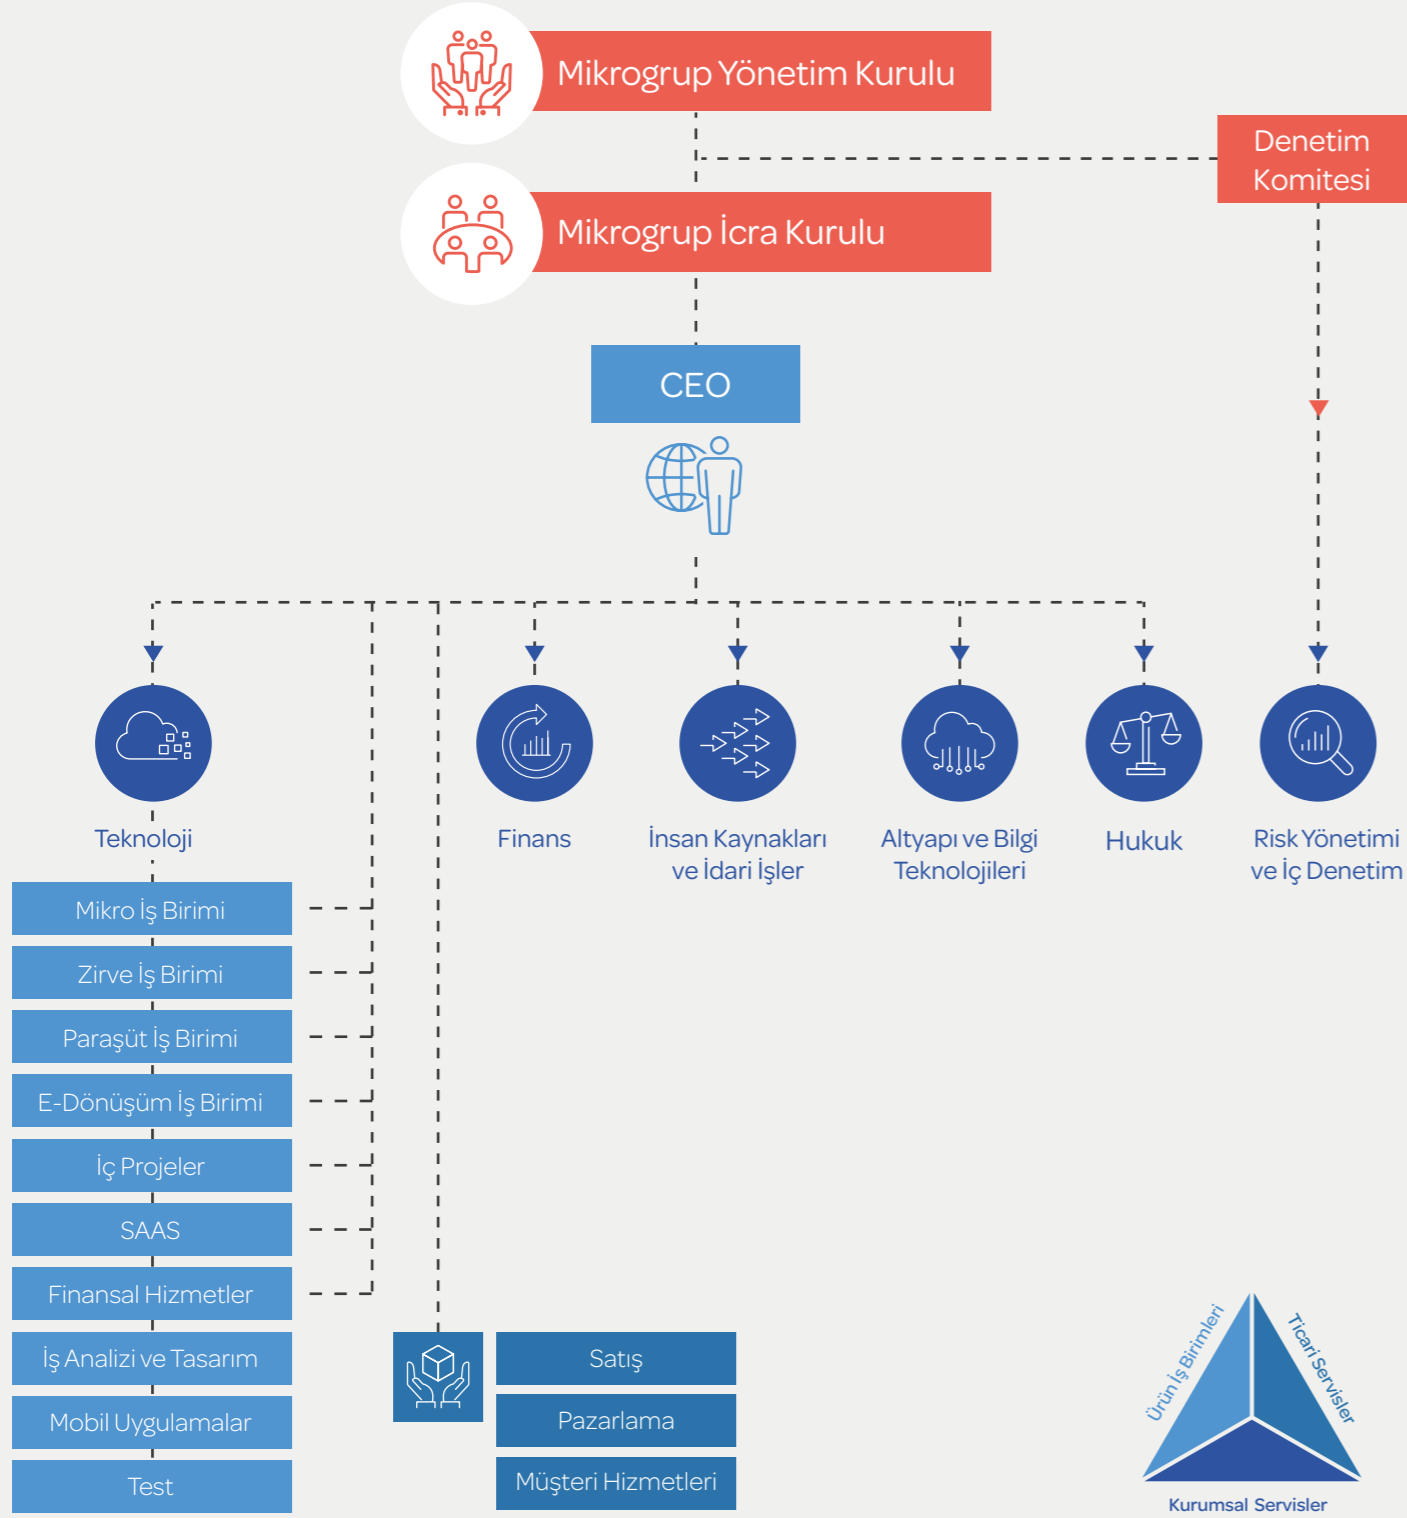 Mikrogrup Yönetim Kurulu
Denetim
Komitesi
Mikrogrup İcra Kurulu
CEO
Teknoloji
Finans
İnsan Kaynakları
ve İdari İşler
Altyapı ve Bilgi
Teknolojileri
Hukuk
Risk Yönetimi
ve İç Denetim
Mikro İş Birimi
Zirve İş Birimi
Paraşüt İş Birimi
E-Dönüşüm İş Birimi
İç Projeler
SAAS
Finansal Hizmetler
İş Analizi ve Tasarım
Mobil Uygulamalar
Test
Satış
Pazarlama
Müşteri Hizmetleri
Ürün İş Birimleri
Ticari Servisler
Kurumsal Servisler